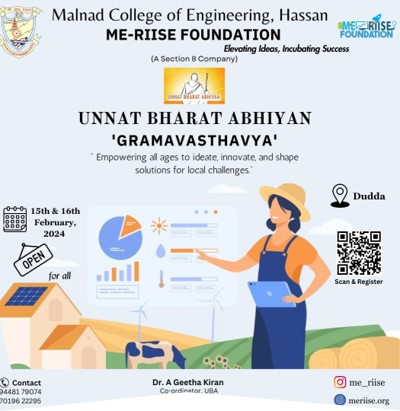 Malnad College of Engineering, Hassan
ME-RIISE FOUNDATION
Elevating Ideas, Incubating Success
(A Section 8 Company)
ME-RIISE
FOUNDATION
UNNAT BHARAT ABHIYAN
UNNAT BHARAT ABHIYAN
'GRAMAVASTHAVYA'
" Empowering all ages to ideate, innovate, and shape
solutions for local challenges."
15th & 16th
February,
2024
Dudda
OPEN
for all
Scan & Register
Contact
94481 79074
70196 22295
Dr. A Geetha Kiran
Co-ordinator, UBA
me_riise
meriise.org